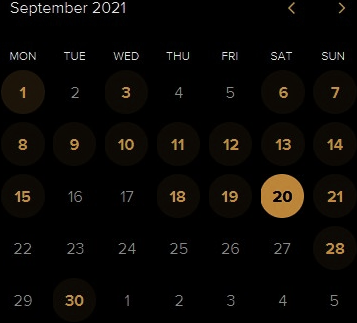 September 2021
MON TUE WED THU FRI SAT SUN
1 2 3 4 5 6 7
8 9 10 11 12 13 14
15 16 17 18 19 20 21
22 23 24 25 26 27 28
29 30 1 2 3 4 5